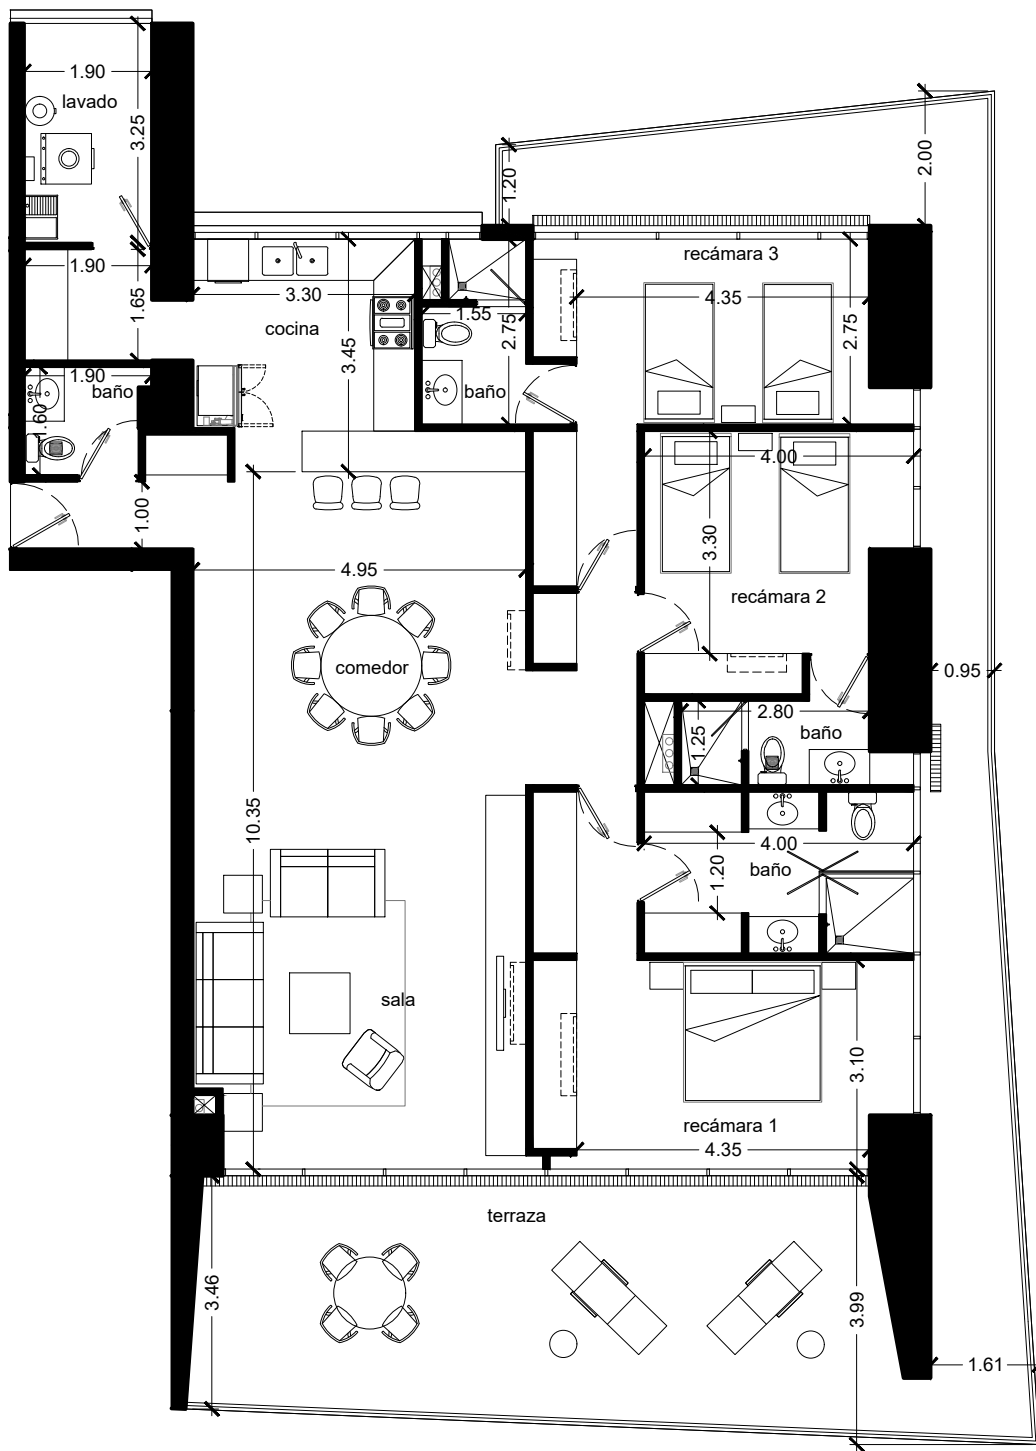 1.90
lavado
3.25
2.00
1.20
recámara 3
1.90
1.65
3.30
4.35
cocina
1.55
2.75
2.75
3.45
1.90
baño
baño
1.60
4.00
1.00
3.30
4.95
recámara 2
comedor
0.95
2.80
1.25
baño
10.35
4.00
1.20
baño
sala
3.10
recámara 1
4.35
terraza
3.46
3.99
1.61